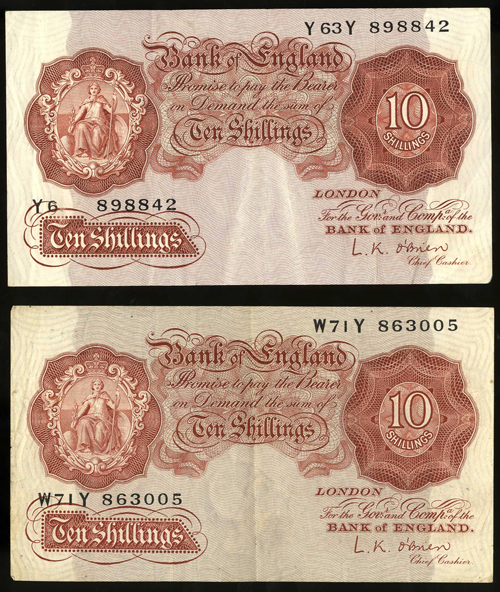 Y63Y 898842
Bank of England
Promise to pay the Bearer
on Demand the sum of
Ten Shillings
10
SHILLINGS
Y6 898842
LONDON
For the Govr. and Compa. of the
BANK OF ENGLAND.
Ten Shillings
L.K. O'Brien
Chief Cashier.
W71Y 863005
Bank of England
Promise to pay the Bearer
on Demand the sum of
Ten Shillings
10
SHILLINGS
W71Y 863005
LONDON
For the Govr. and Compa. of the
BANK OF ENGLAND.
Ten Shillings
L.K. O'Brien
Chief Cashier.